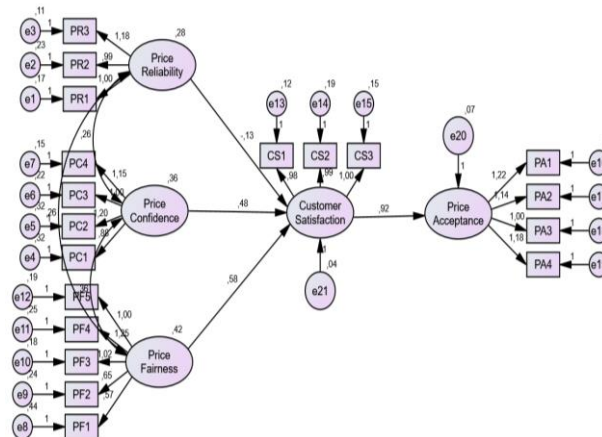 ,11
e3
1
PR3
1,18
,28
Price
Reliability
,23
e2
1
PR2
,99
,17
e1
1
PR1
1,00
,26
,15
e7
1
PC4
1,15
,36
Price
Confidence
,22
e6
1
PC3
1,00
,32
e5
1
PC2
1,20
,32
e4
1
PC1
,88
,26
,36
,19
e12
1
PF5
1,00
,42
Price
Fairness
,25
e11
1
PF4
1,25
,18
e10
1
PF3
1,02
,24
e9
1
PF2
,65
,44
e8
1
PF1
,57
-,13
,48
,58
,12
e13
1
CS1
,98
,19
e14
1
CS2
,99
,15
e15
1
CS3
1,00
Customer
Satisfaction
1
e21
,04
,92
,07
e20
1
Price
Acceptance
1,22
PA1
1
1,14
PA2
1
1,00
PA3
1
1,18
PA4
1